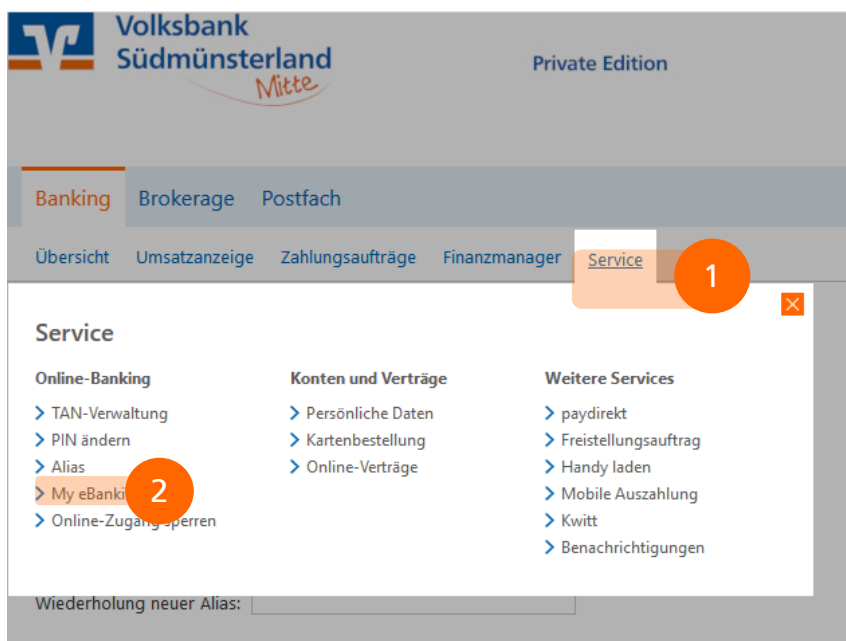 Volksbank
Südmünsterland
Mitte
Private Edition
Banking Brokerage Postfach
Übersicht Umsatzanzeige Zahlungsaufträge Finanzmanager Service
1
Service
Online-Banking
TAN-Verwaltung
PIN ändern
Alias
My eBanki
2
Online-Zugang sperren
Konten und Verträge
Persönliche Daten
Kartenbestellung
Online-Verträge
Weitere Services
paydirekt
Freistellungsauftrag
Handy laden
Mobile Auszahlung
Kwitt
Benachrichtigungen
Wiederholung neuer Alias: